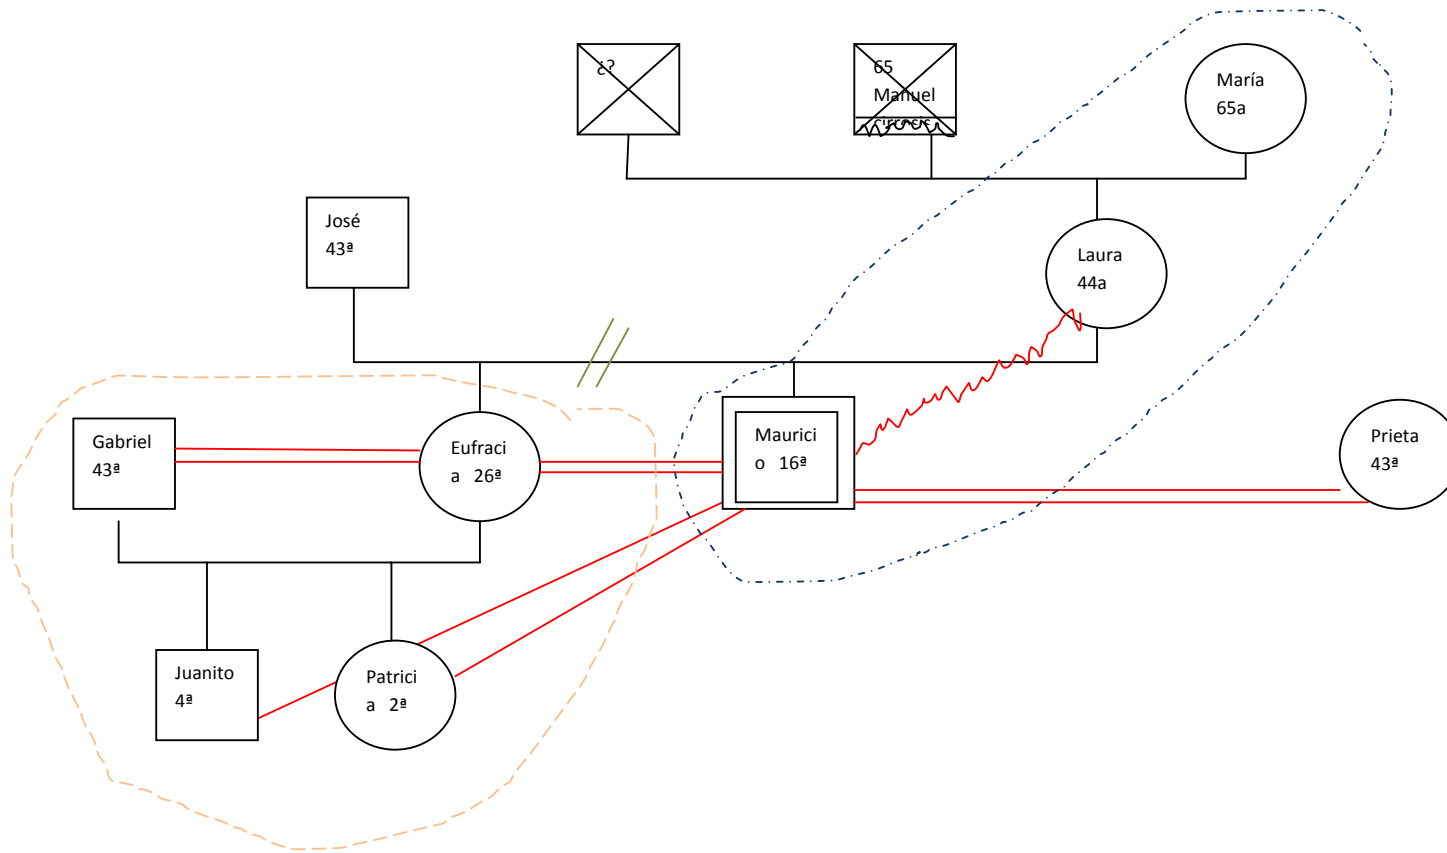 ¿?
65
Manuel
cirrosis
María
65a
José
43ª
Laura
44a
Gabriel
43ª
Eufraci
a 26ª
Maurici
o 16ª
Prieta
43ª
Juanito
4ª
Patrici
a 2ª